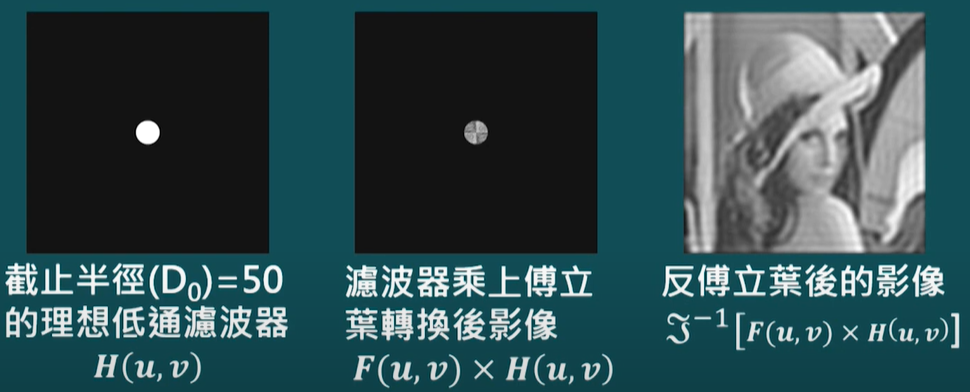 截止半徑(D₀)=50
的理想低通濾波器
H(u,v)
濾波器乘上傅立
葉轉換後影像
F(u,v) × H(u,v)
反傅立葉後的影像
ℑ⁻¹[F(u,v) × H(u,v)]